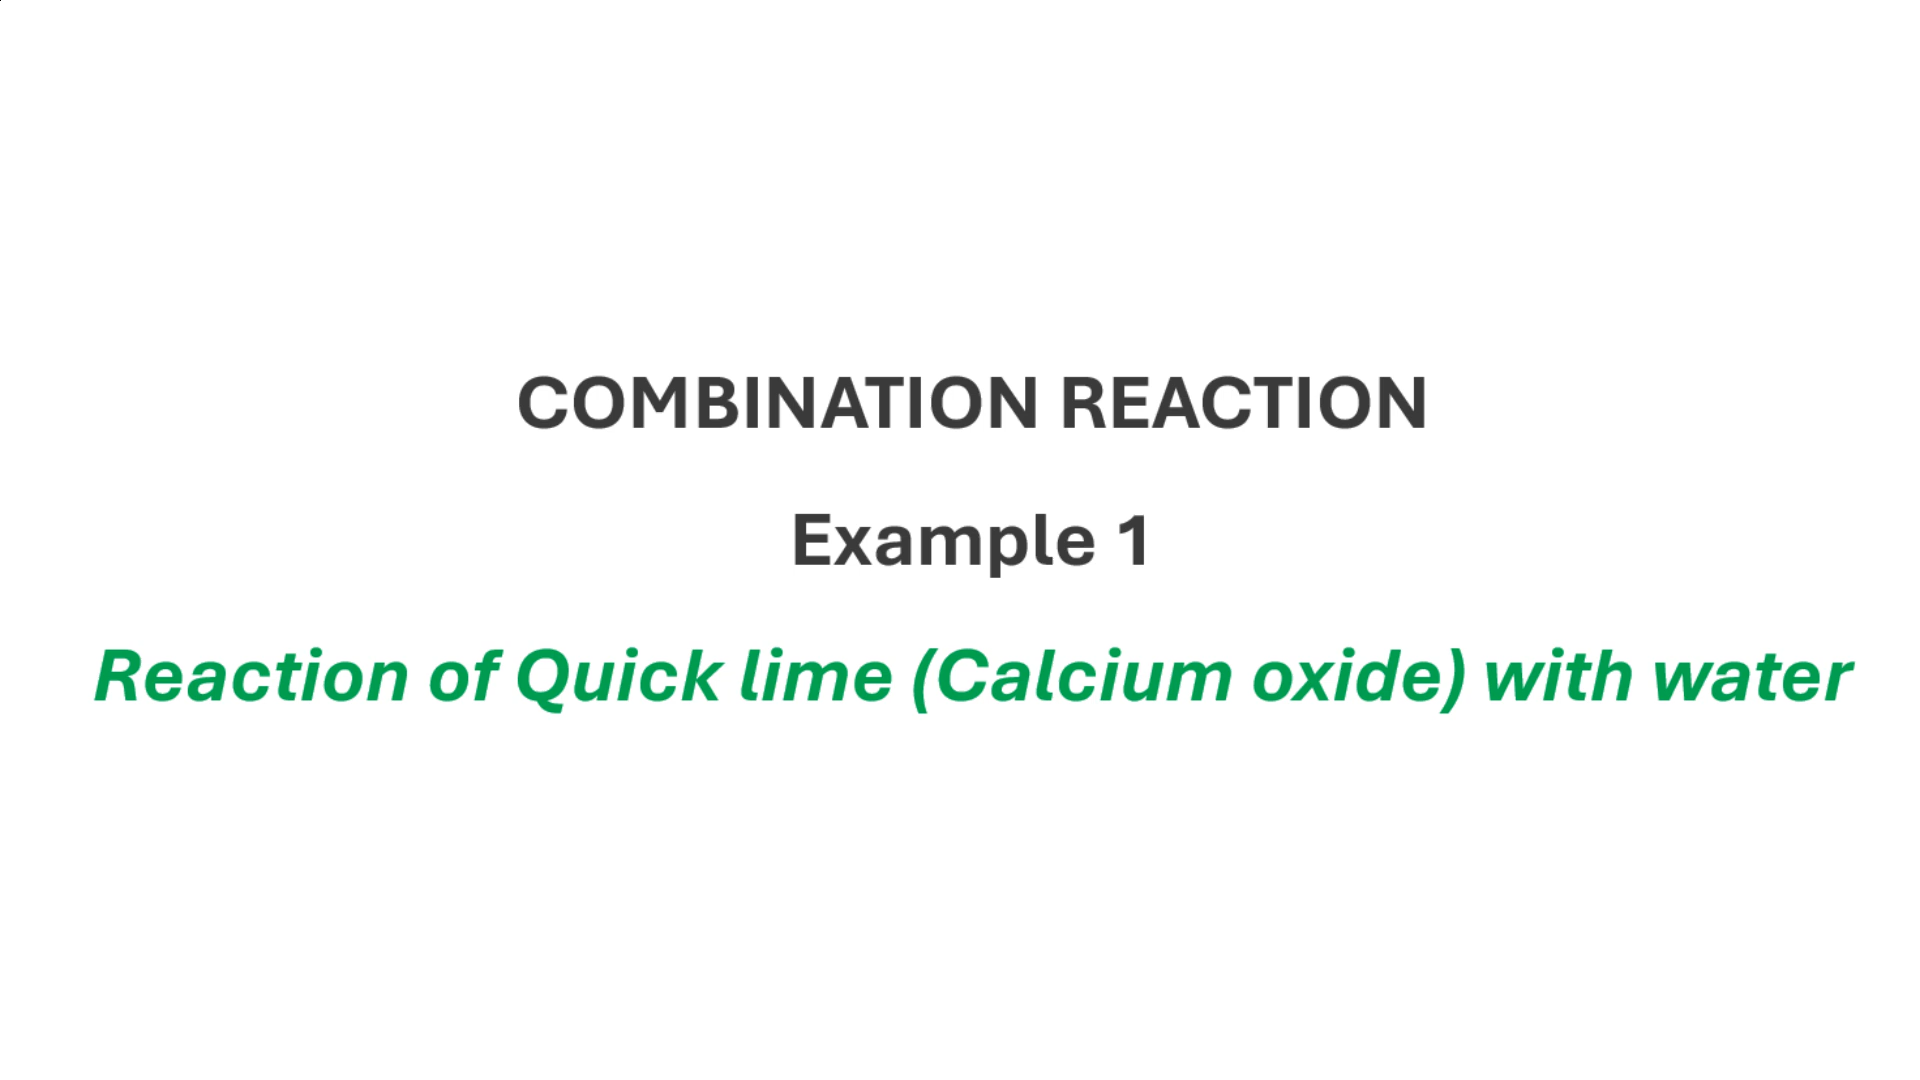 COMBINATION REACTION
Example 1
Reaction of Quick lime (Calcium oxide) with water